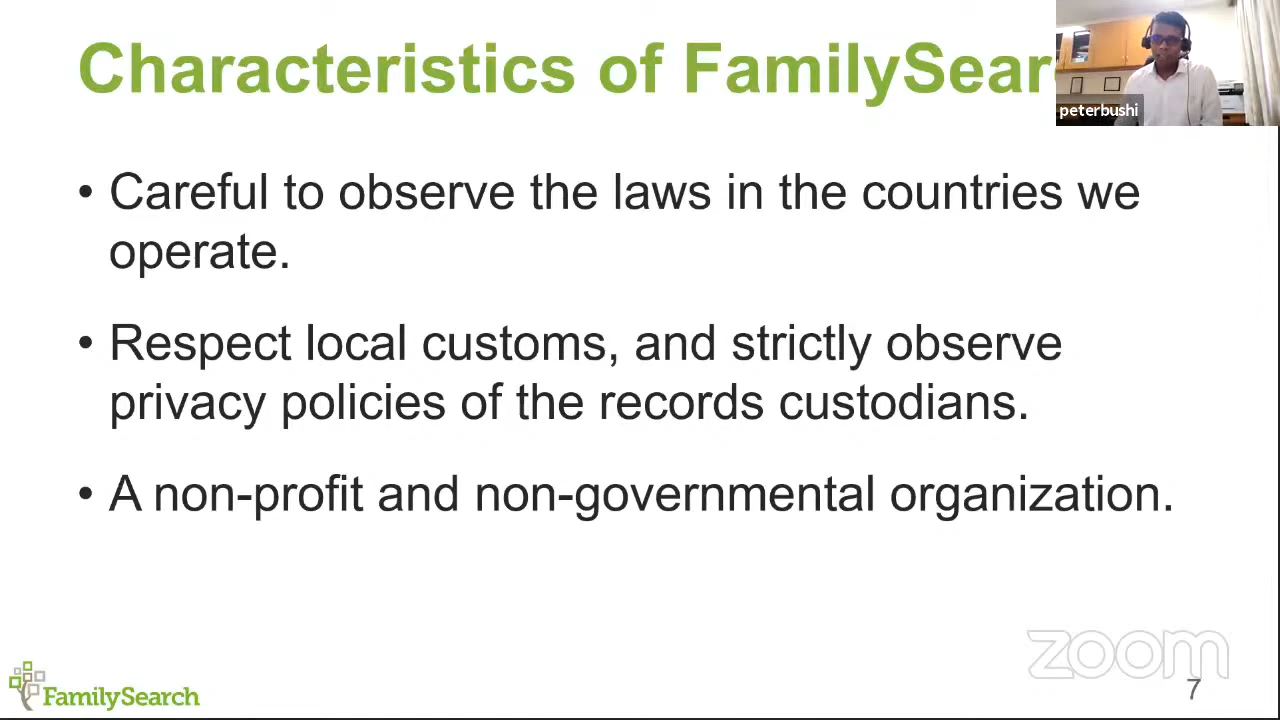 Characteristics of FamilySear
peterbushi
• Careful to observe the laws in the countries we
operate.
• Respect local customs, and strictly observe
privacy policies of the records custodians.
• A non-profit and non-governmental organization.
zoom
FamilySearch
7